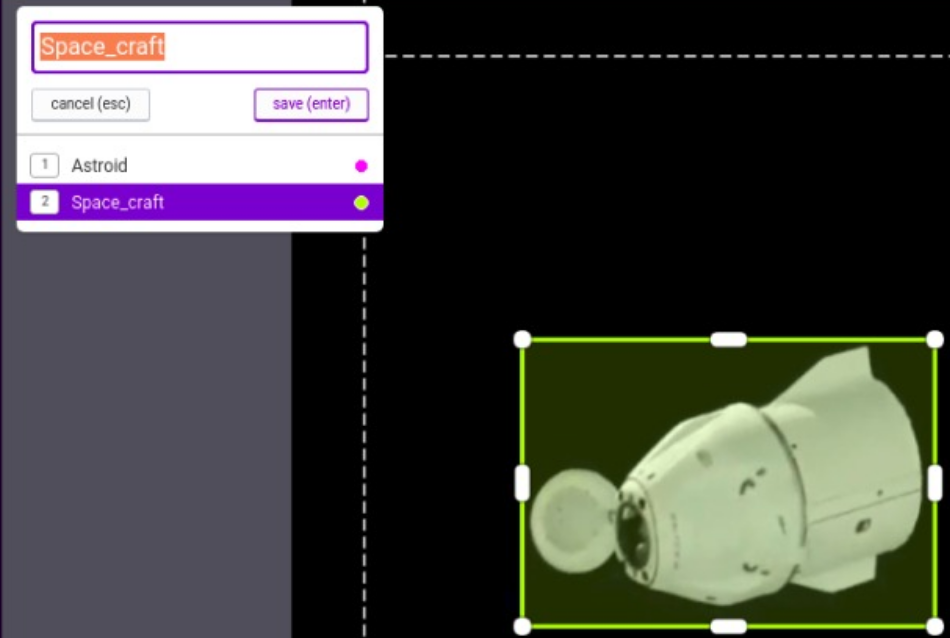 Space_craft
cancel (esc) save (enter)
1 Astroid
2 Space_craft